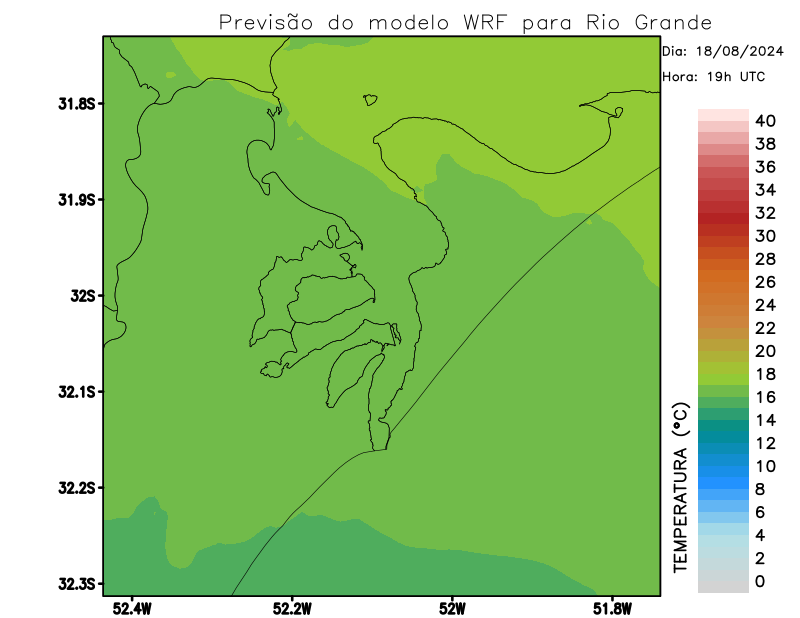 Previsão do modelo WRF para Rio Grande
Dia: 18/08/2024
Hora: 19h UTC
31.8S
31.9S
32S
32.1S
32.2S
32.3S
52.4W
52.2W
52W
51.8W
TEMPERATURA (°C)
40
38
36
34
32
30
28
26
24
22
20
18
16
14
12
10
8
6
4
2
0